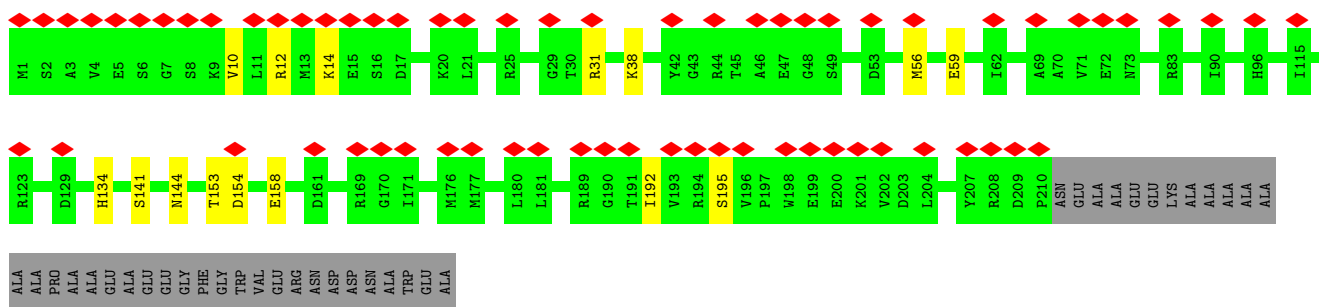 M1 S2 A3 V4 E5 S6 G7 S8 K9 V10 L11 R12 M13 K14 E15 S16 D17 K20 L21 R25 G29 T30 R31 K38 Y42 G43 R44 T45 A46 E47 G48 S49 D53 M56 E59 I62 A69 A70 V71 E72 N73 R83 I90 H96 I115
R123 D129 H134 S141 N144 T153 D154 E158 D161 R169 G170 I171 M176 M177 L180 L181 R189 G190 T191 I192 V193 R194 S195 V196 P197 W198 E199 E200 K201 V202 D203 L204 Y207 R208 D209 P210 ASN GLU ALA ALA GLU GLU LYS ALA ALA ALA ALA ALA
ALA ALA PRO ALA ALA GLU ALA GLU GLU GLY PHE GLY TRP VAL GLU ARG ASN ASP ASP ASN ALA TRP GLU ALA